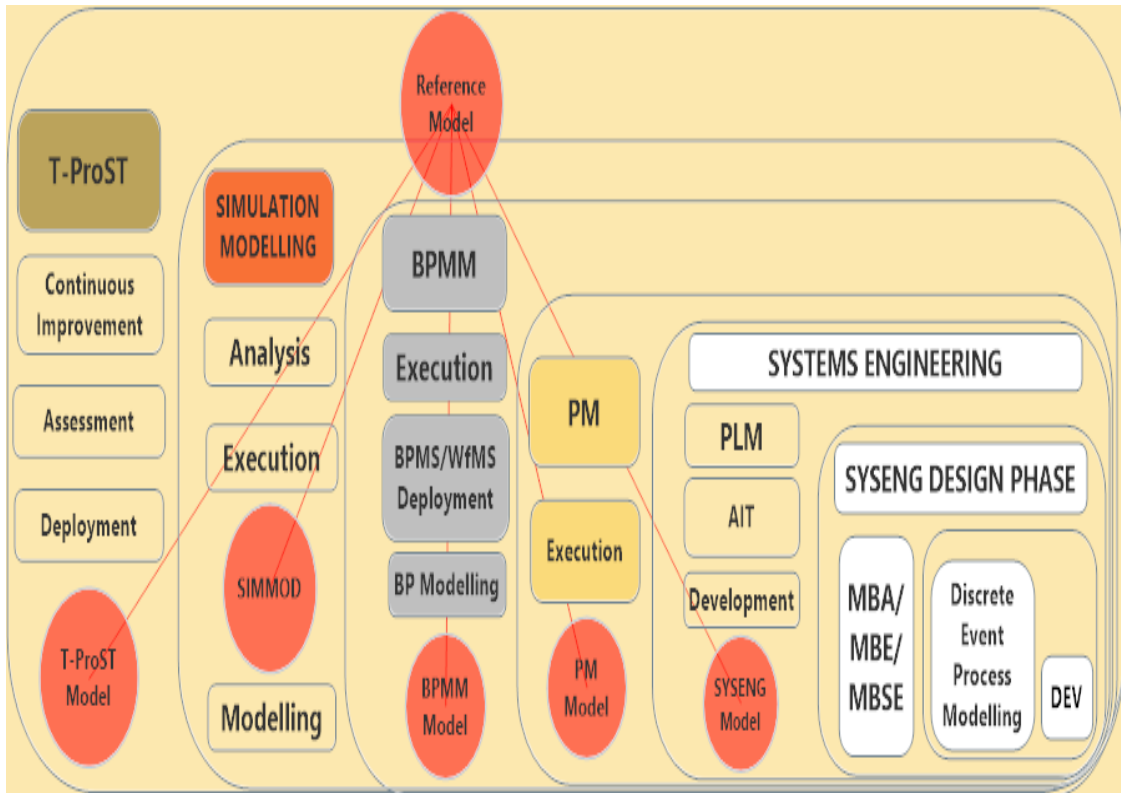 Reference
Model
T-ProST
Continuous
Improvement
Assessment
Deployment
T-ProST
Model
SIMULATION
MODELLING
Analysis
Execution
SIMMOD
Modelling
BPMM
Execution
BPMS/WfMS
Deployment
BP Modelling
BPMM
Model
PM
Execution
PM
Model
SYSTEMS ENGINEERING
PLM
AIT
Development
SYSENG
Model
SYSENG DESIGN PHASE
MBA/
MBE/
MBSE
Discrete
Event
Process
Modelling
DEV